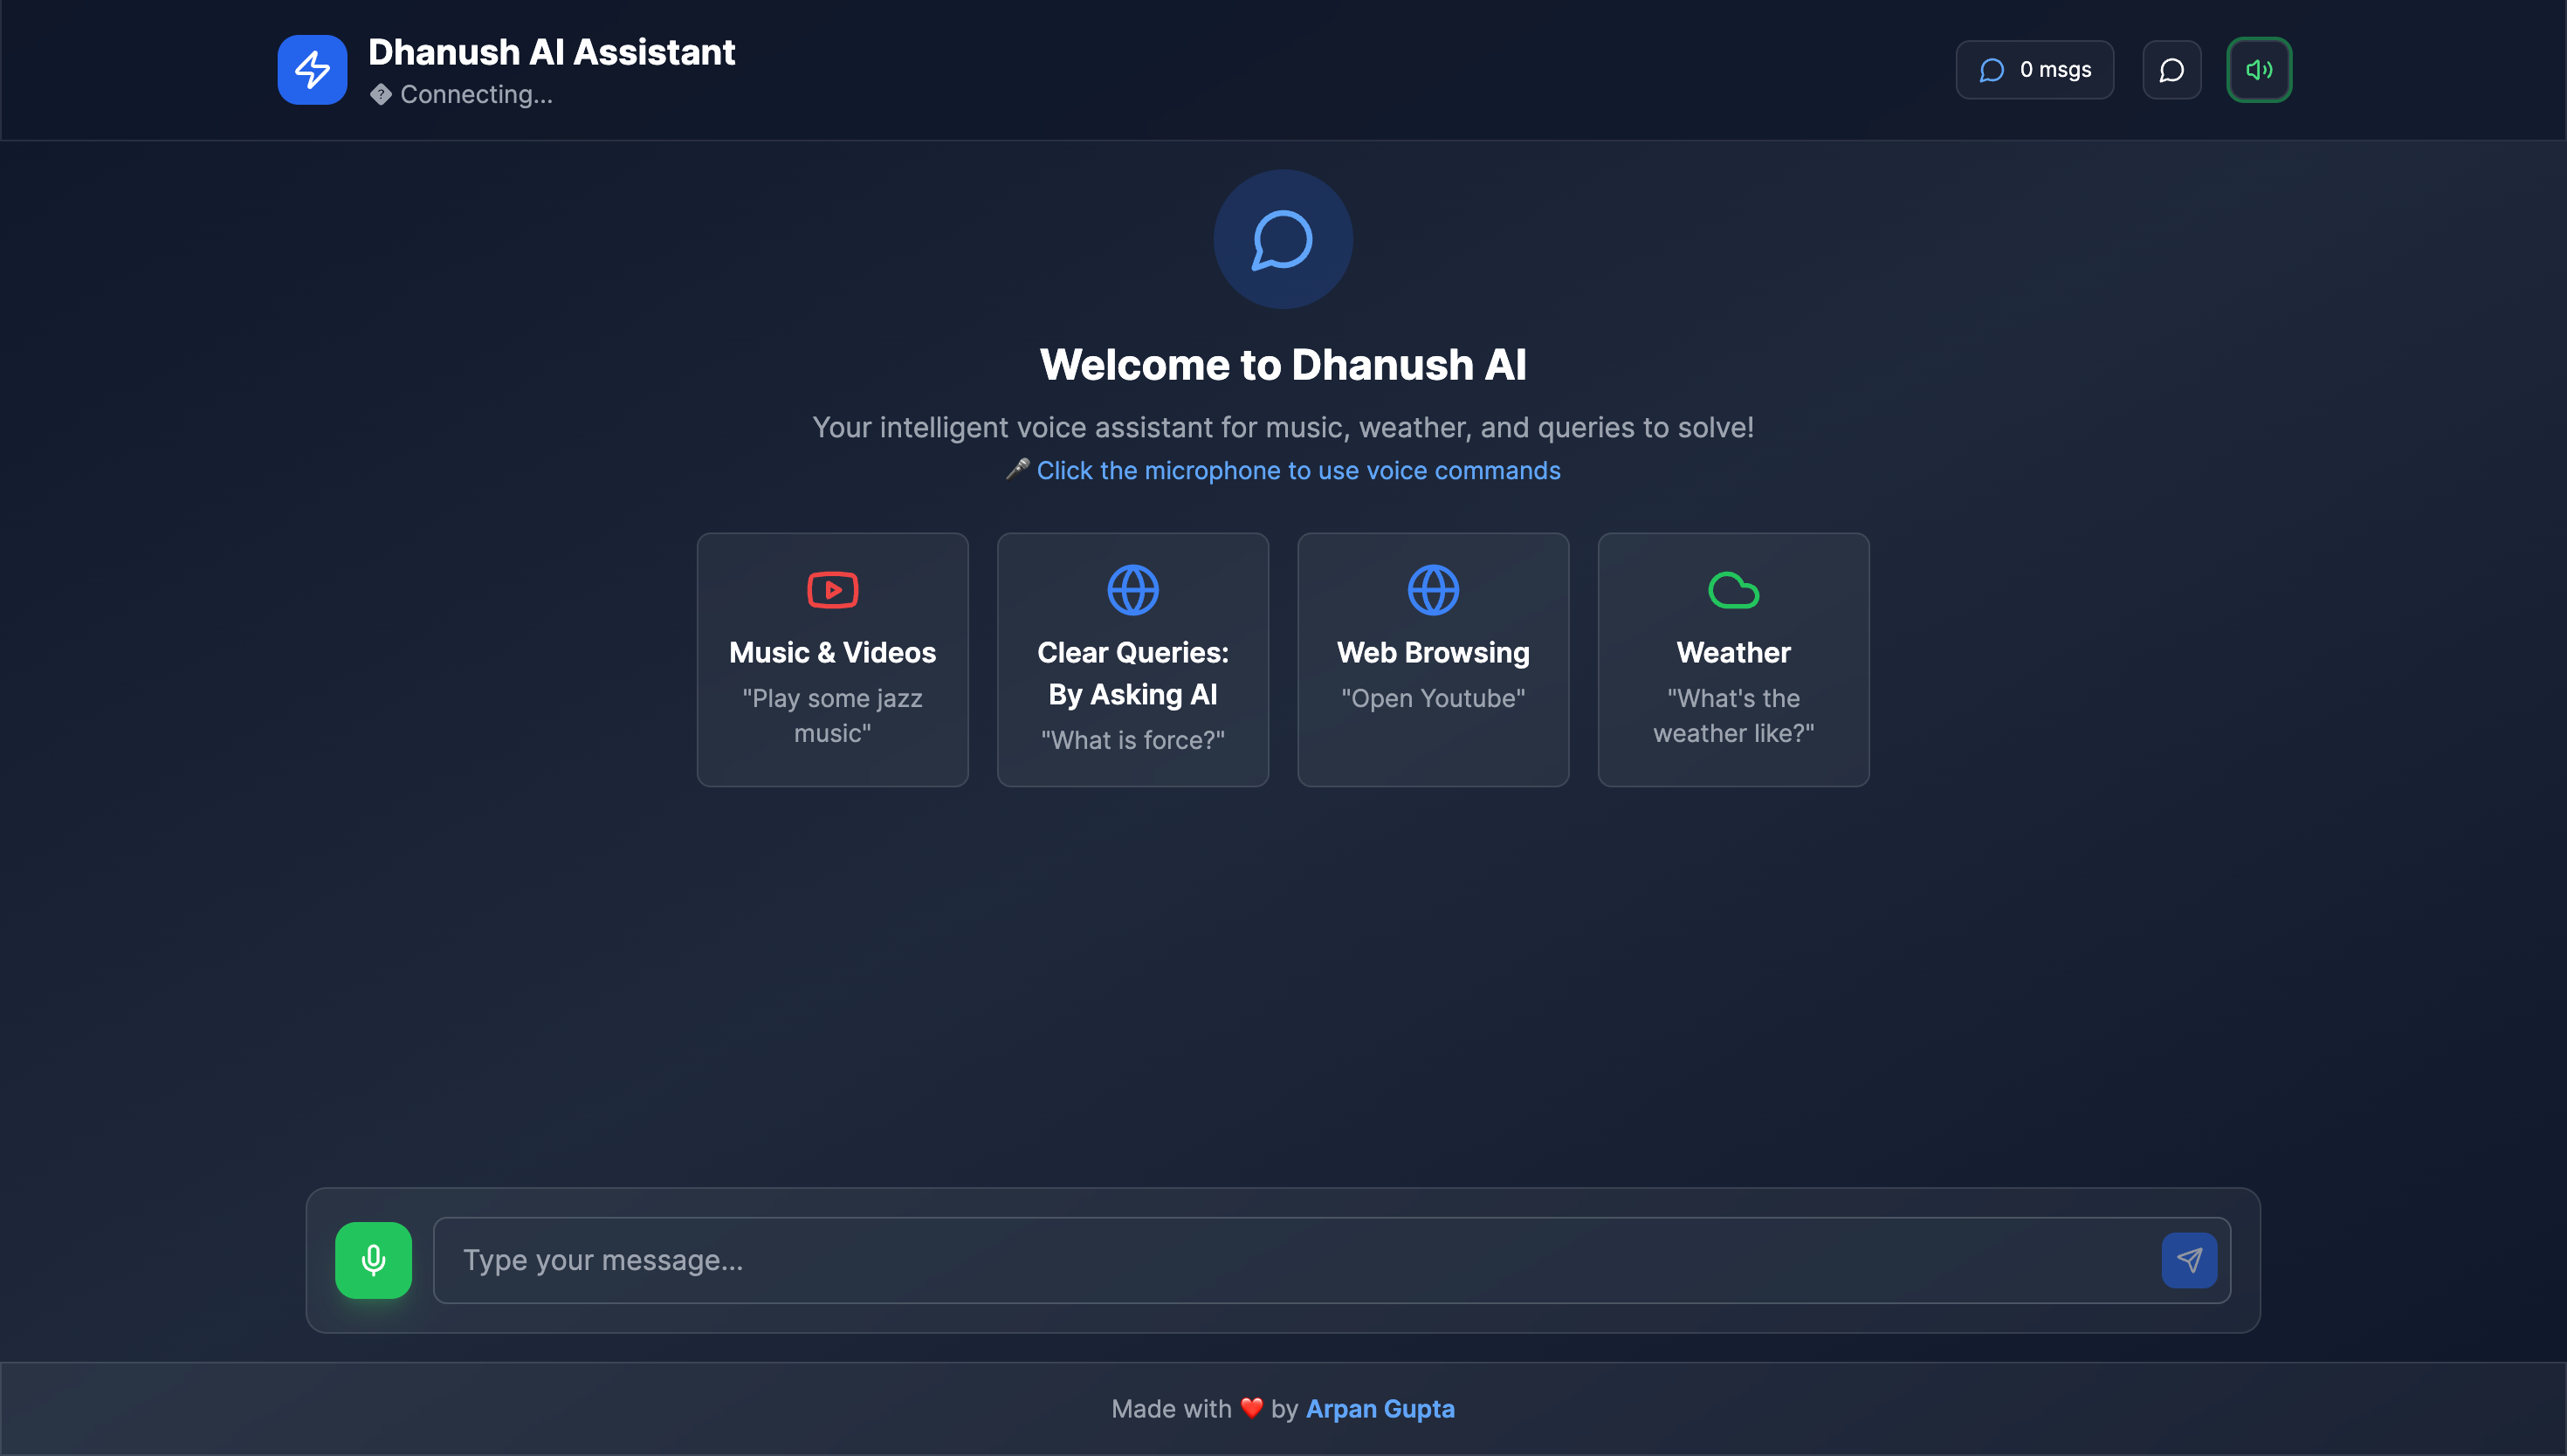 Dhanush AI Assistant
Connecting...
0 msgs
Welcome to Dhanush AI
Your intelligent voice assistant for music, weather, and queries to solve!
🎤 Click the microphone to use voice commands
Music & Videos
"Play some jazz
music"
Clear Queries:
By Asking AI
"What is force?"
Web Browsing
"Open Youtube"
Weather
"What's the
weather like?"
Type your message...
Made with ❤️ by Arpan Gupta